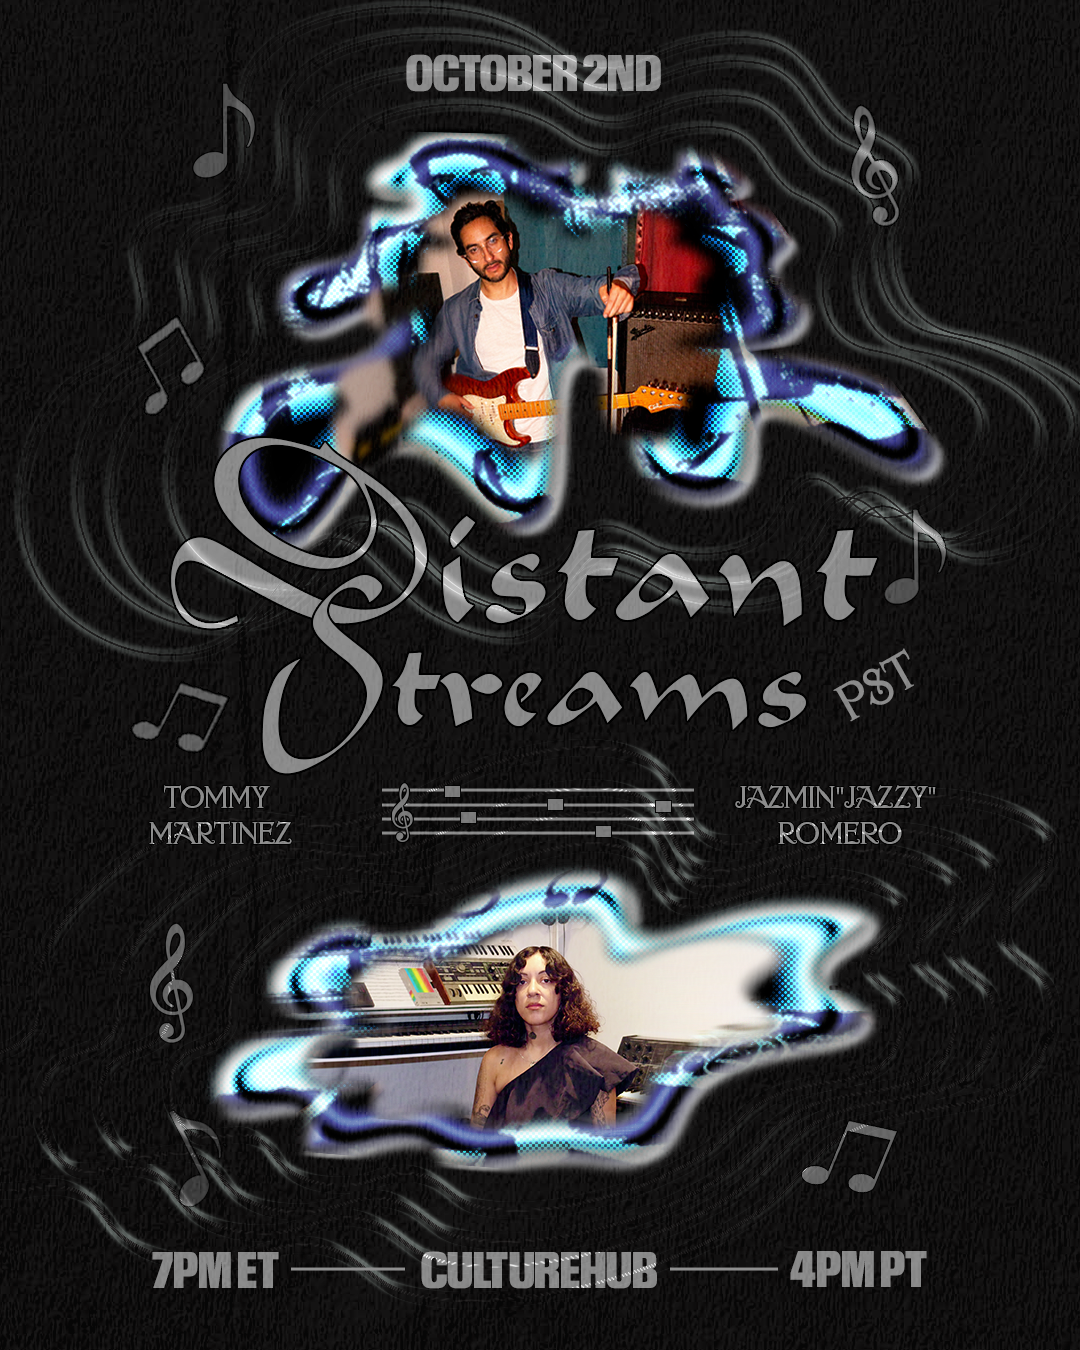 OCTOBER 2ND
Distant
Streams
PST
TOMMY
MARTINEZ
JAZMIN"JAZZY"
ROMERO
7PM ET
CULTUREHUB
4PM PT